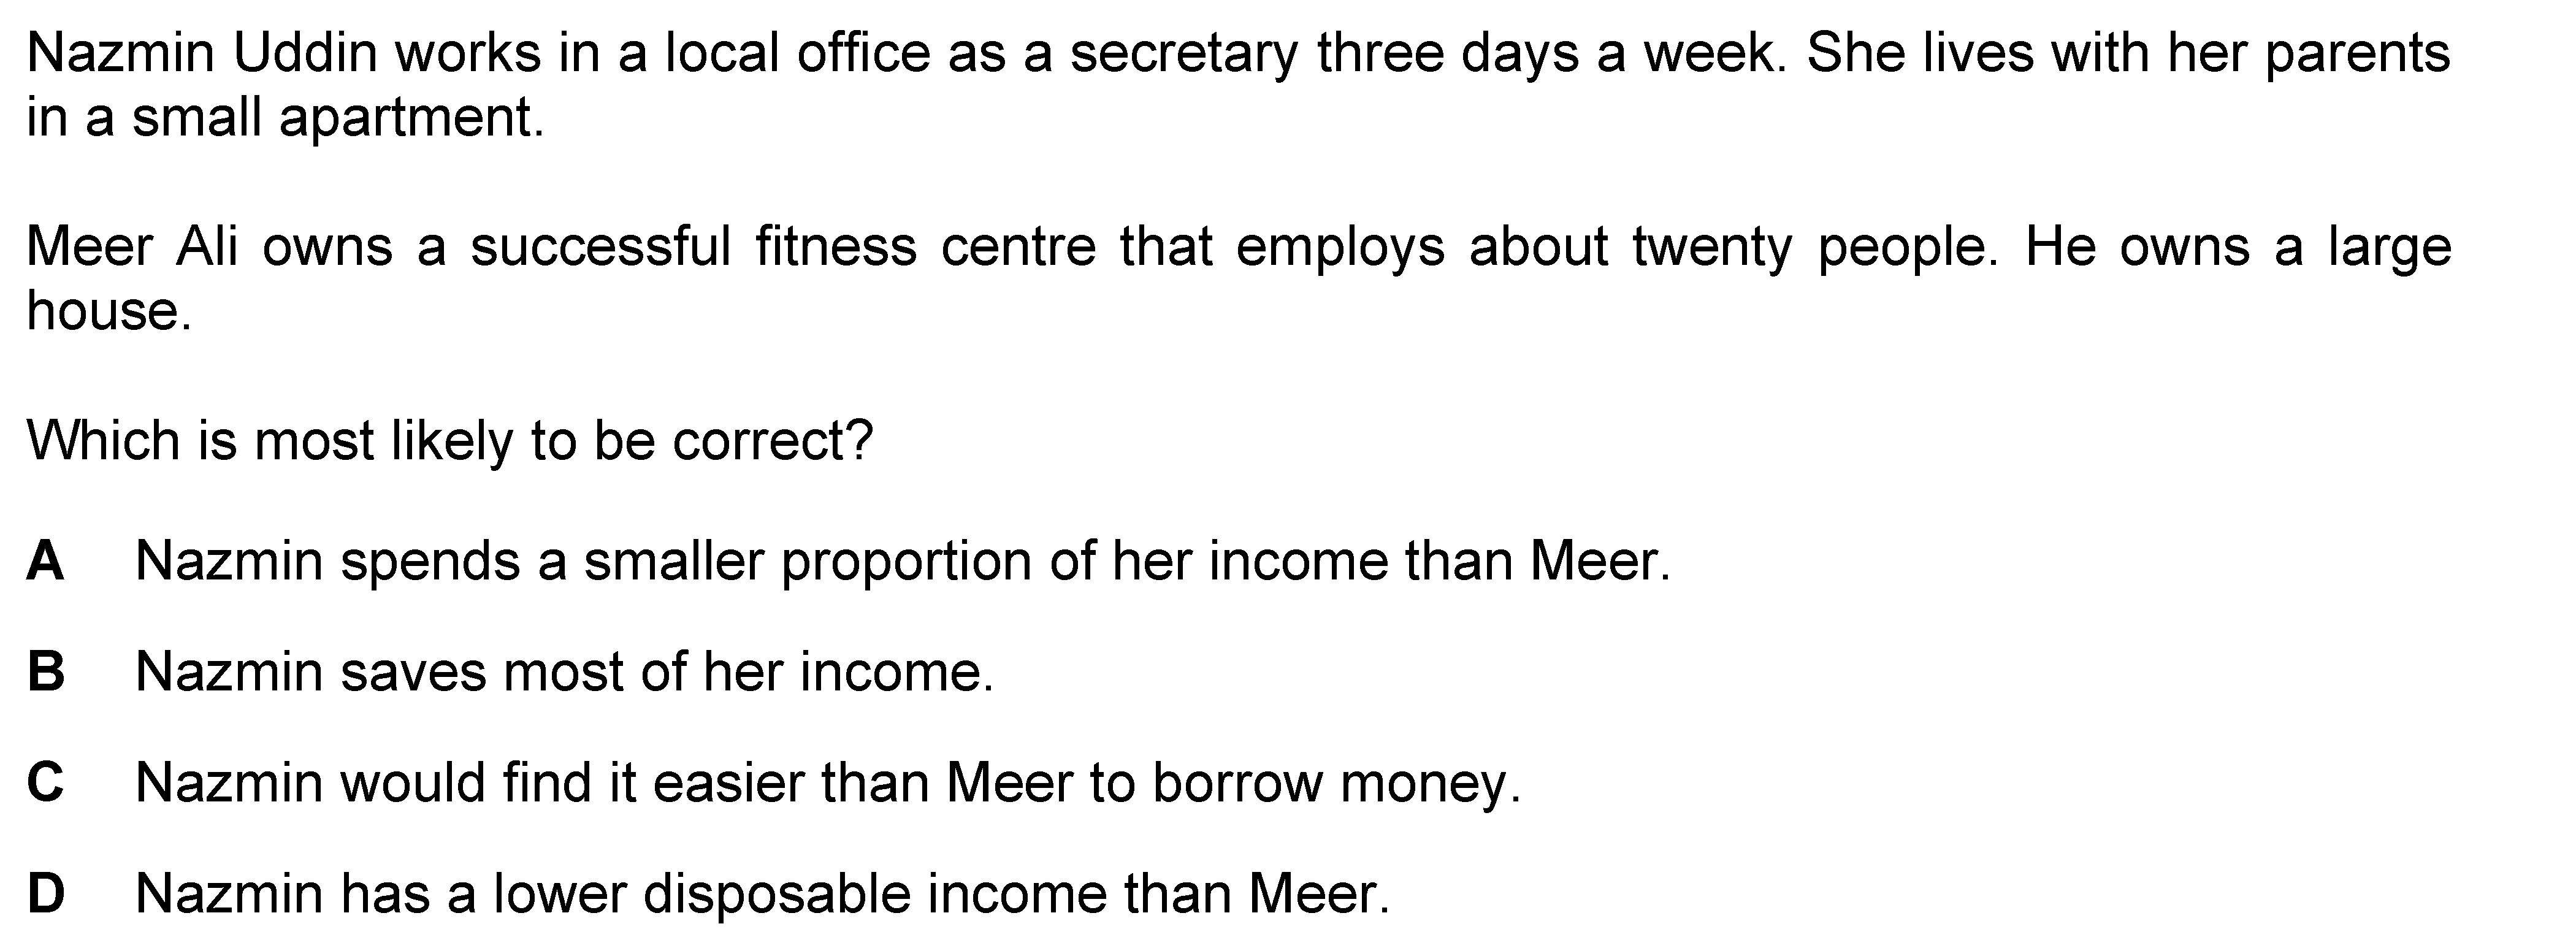 Nazmin Uddin works in a local office as a secretary three days a week. She lives with her parents
in a small apartment.
Meer Ali owns a successful fitness centre that employs about twenty people. He owns a large
house.
Which is most likely to be correct?
A Nazmin spends a smaller proportion of her income than Meer.
B Nazmin saves most of her income.
C Nazmin would find it easier than Meer to borrow money.
D Nazmin has a lower disposable income than Meer.